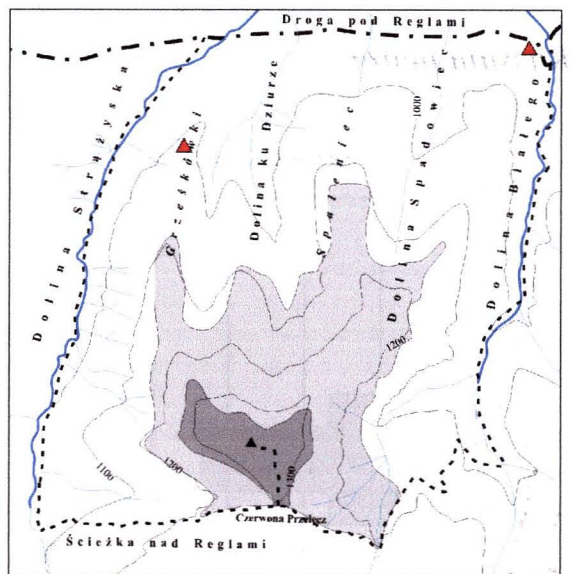 Droga pod Reglami
Dolina Strążyska
Grześkówki
Dolina ku Dziurze
Spaleniec
1000
Dolina Spadowiec
Dolina Białego
1200
1100
1200
1300
Czerwona Przełęcz
Ścieżka nad Reglami